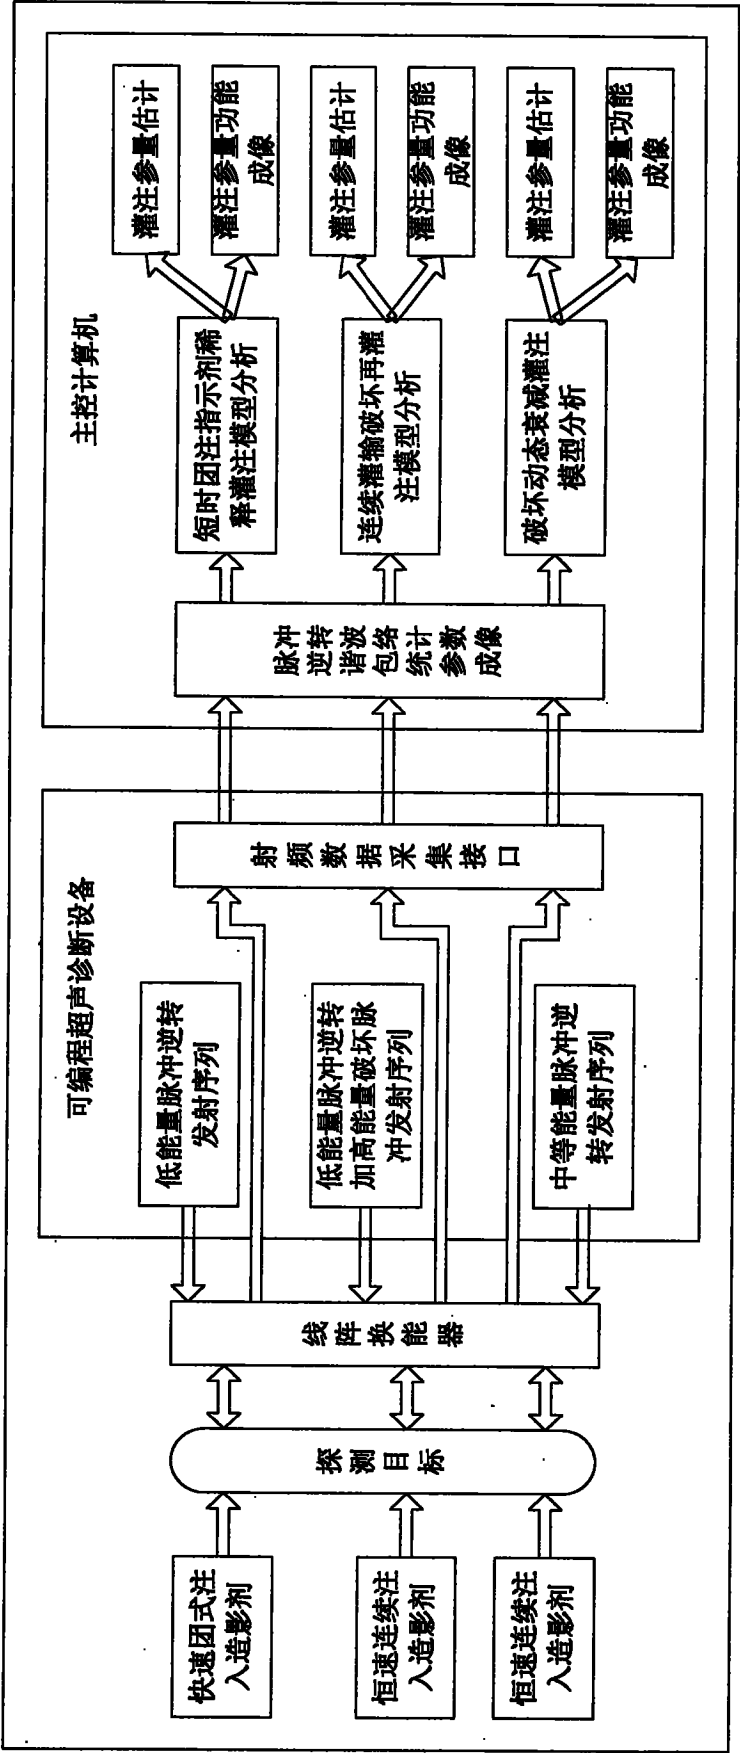 快速团式注
入造影剂
恒速连续注
入造影剂
恒速连续注
入造影剂
探测目标
线阵换能器
可编程超声诊断设备
低能量脉冲逆转
发射序列
低能量脉冲逆转
加高能量破坏脉
冲发射序列
中等能量脉冲逆
转发射序列
射频数据采集接口
主控计算机
脉冲
逆转
谐波
包络
统计
参数
成像
短时团注指示剂稀
释灌注模型分析
连续灌输破坏再灌
注模型分析
破坏动态衰减灌注
模型分析
灌注参量估计
灌注参量功能
成像
灌注参量估计
灌注参量功能
成像
灌注参量估计
灌注参量功能
成像